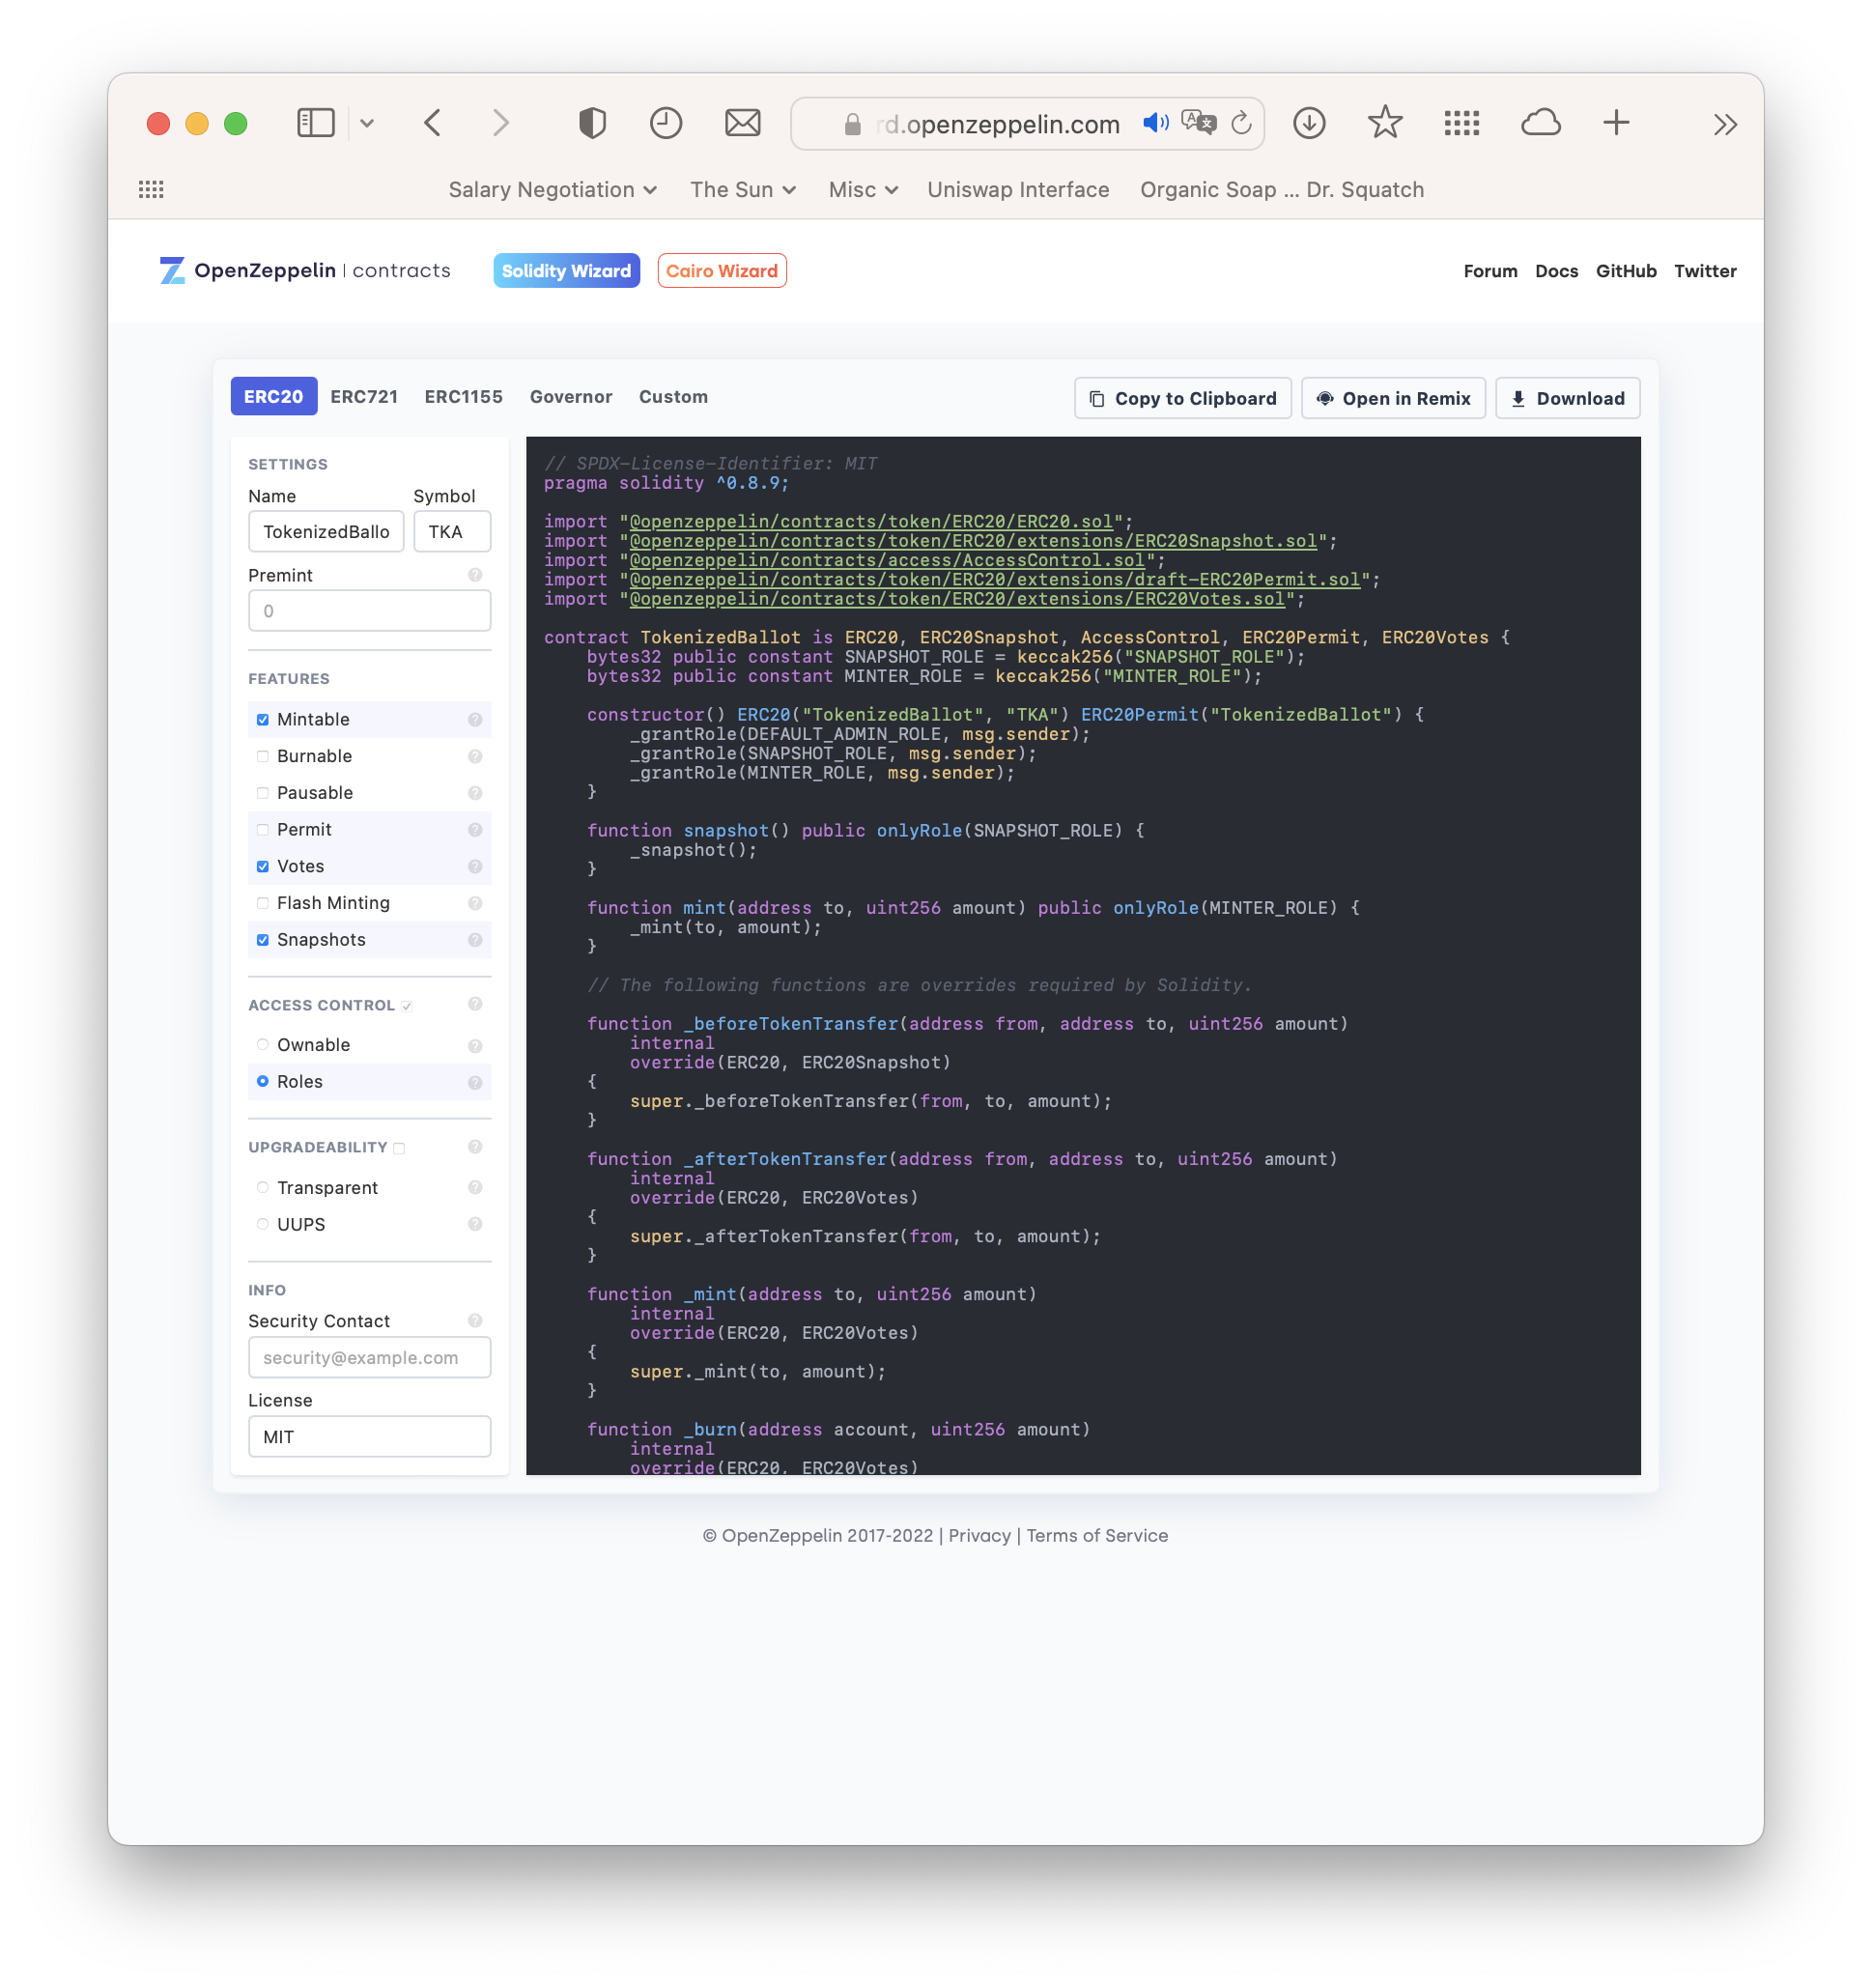 rd.openzeppelin.com
Salary Negotiation The Sun Misc Uniswap Interface Organic Soap ... Dr. Squatch
OpenZeppelin | contracts Solidity Wizard Cairo Wizard Forum Docs GitHub Twitter
ERC20 ERC721 ERC1155 Governor Custom Copy to Clipboard Open in Remix Download
SETTINGS
Name Symbol
TokenizedBallo TKA
Premint ?
0
FEATURES
Mintable ?
Burnable ?
Pausable ?
Permit ?
Votes ?
Flash Minting ?
Snapshots ?
ACCESS CONTROL ?
Ownable ?
Roles ?
UPGRADEABILITY ?
Transparent ?
UUPS ?
INFO
Security Contact ?
security@example.com
License
MIT
// SPDX-License-Identifier: MIT
pragma solidity ^0.8.9;
import "@openzeppelin/contracts/token/ERC20/ERC20.sol";
import "@openzeppelin/contracts/token/ERC20/extensions/ERC20Snapshot.sol";
import "@openzeppelin/contracts/access/AccessControl.sol";
import "@openzeppelin/contracts/token/ERC20/extensions/draft-ERC20Permit.sol";
import "@openzeppelin/contracts/token/ERC20/extensions/ERC20Votes.sol";
contract TokenizedBallot is ERC20, ERC20Snapshot, AccessControl, ERC20Permit, ERC20Votes {
bytes32 public constant SNAPSHOT_ROLE = keccak256("SNAPSHOT_ROLE");
bytes32 public constant MINTER_ROLE = keccak256("MINTER_ROLE");
constructor() ERC20("TokenizedBallot", "TKA") ERC20Permit("TokenizedBallot") {
_grantRole(DEFAULT_ADMIN_ROLE, msg.sender);
_grantRole(SNAPSHOT_ROLE, msg.sender);
_grantRole(MINTER_ROLE, msg.sender);
}
function snapshot() public onlyRole(SNAPSHOT_ROLE) {
_snapshot();
}
function mint(address to, uint256 amount) public onlyRole(MINTER_ROLE) {
_mint(to, amount);
}
// The following functions are overrides required by Solidity.
function _beforeTokenTransfer(address from, address to, uint256 amount)
internal
override(ERC20, ERC20Snapshot)
{
super._beforeTokenTransfer(from, to, amount);
}
function _afterTokenTransfer(address from, address to, uint256 amount)
internal
override(ERC20, ERC20Votes)
{
super._afterTokenTransfer(from, to, amount);
}
function _mint(address to, uint256 amount)
internal
override(ERC20, ERC20Votes)
{
super._mint(to, amount);
}
function _burn(address account, uint256 amount)
internal
override(ERC20, ERC20Votes)
© OpenZeppelin 2017-2022 | Privacy | Terms of Service